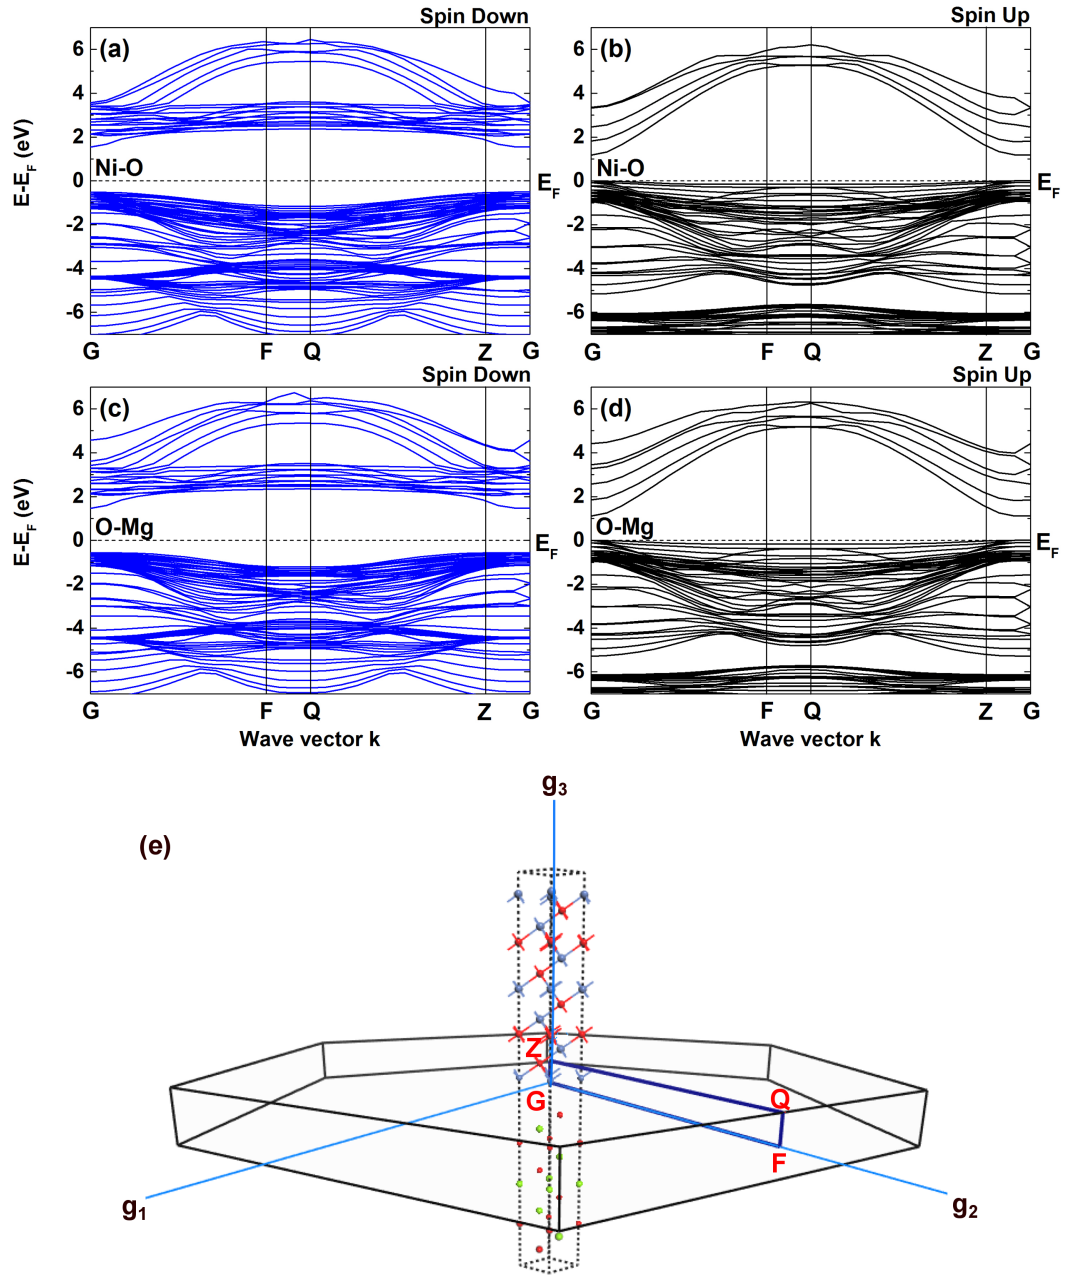 Spin Down
Spin Up
(a)
(b)
6
4
2
0
-2
-4
-6
E-E_F (eV)
Ni-O
E_F
G
F
Q
Z
G
6
4
2
0
-2
-4
-6
Ni-O
E_F
G
F
Q
Z
G
Spin Down
Spin Up
(c)
(d)
6
4
2
0
-2
-4
-6
E-E_F (eV)
O-Mg
E_F
G
F
Q
Z
G
Wave vector k
6
4
2
0
-2
-4
-6
O-Mg
E_F
G
F
Q
Z
G
Wave vector k
g3
(e)
Z
G
Q
F
g1
g2